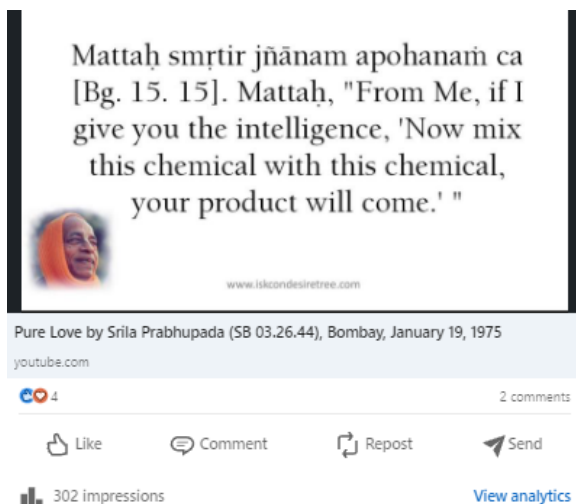 Mattaḥ smṛtir jñānam apohanaṁ ca
[Bg. 15. 15]. Mattaḥ, "From Me, if I
give you the intelligence, 'Now mix
this chemical with this chemical,
your product will come.' "
www.iskcondesiretree.com
Pure Love by Srila Prabhupada (SB 03.26.44), Bombay, January 19, 1975
youtube.com
4
2 comments
Like
Comment
Repost
Send
302 impressions
View analytics